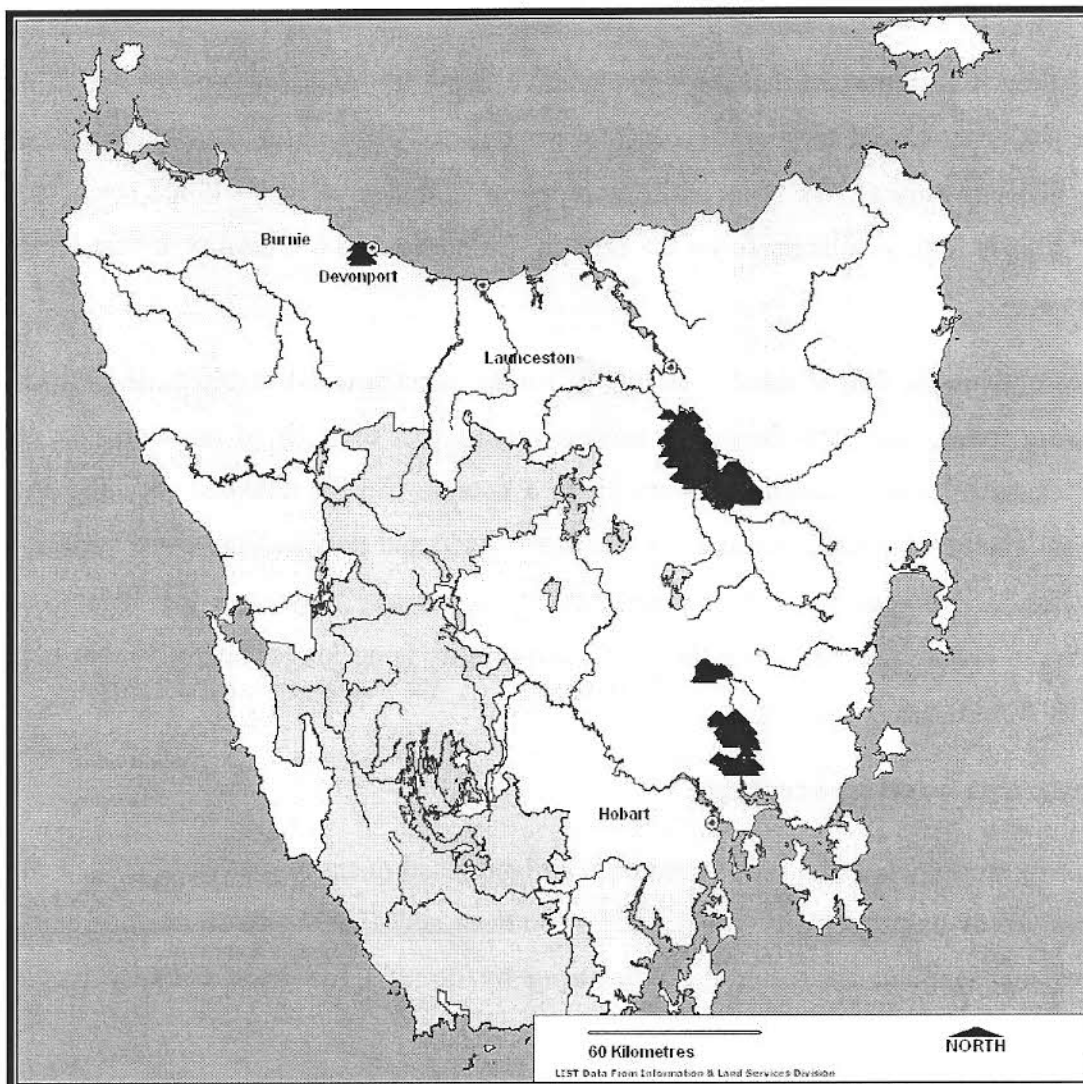 Burnie
Devonport
Launceston
Hobart
60 Kilometres
NORTH
LIST Data From Information & Land Services Division